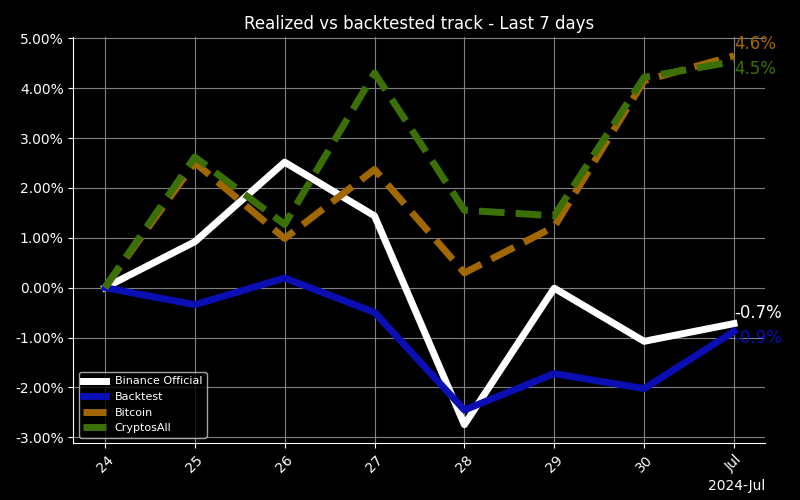 Realized vs backtested track - Last 7 days
5.00%
4.00%
3.00%
2.00%
1.00%
0.00%
-1.00%
-2.00%
-3.00%
4.6%
4.5%
-0.7%
-0.9%
Binance Official
Backtest
Bitcoin
CryptosAll
24
25
26
27
28
29
30
Jul
2024-Jul